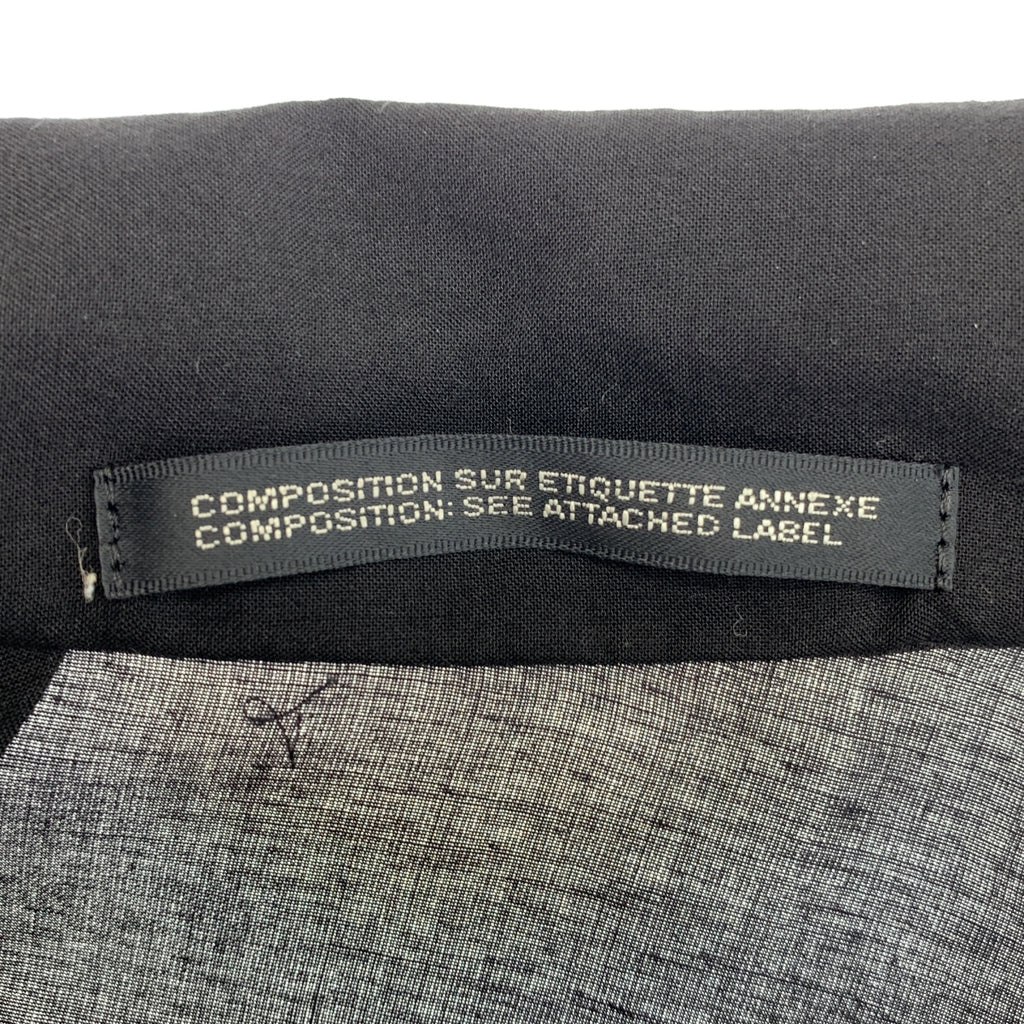 COMPOSITION SUR ETIQUETTE ANNEXE
COMPOSITION: SEE ATTACHED LABEL